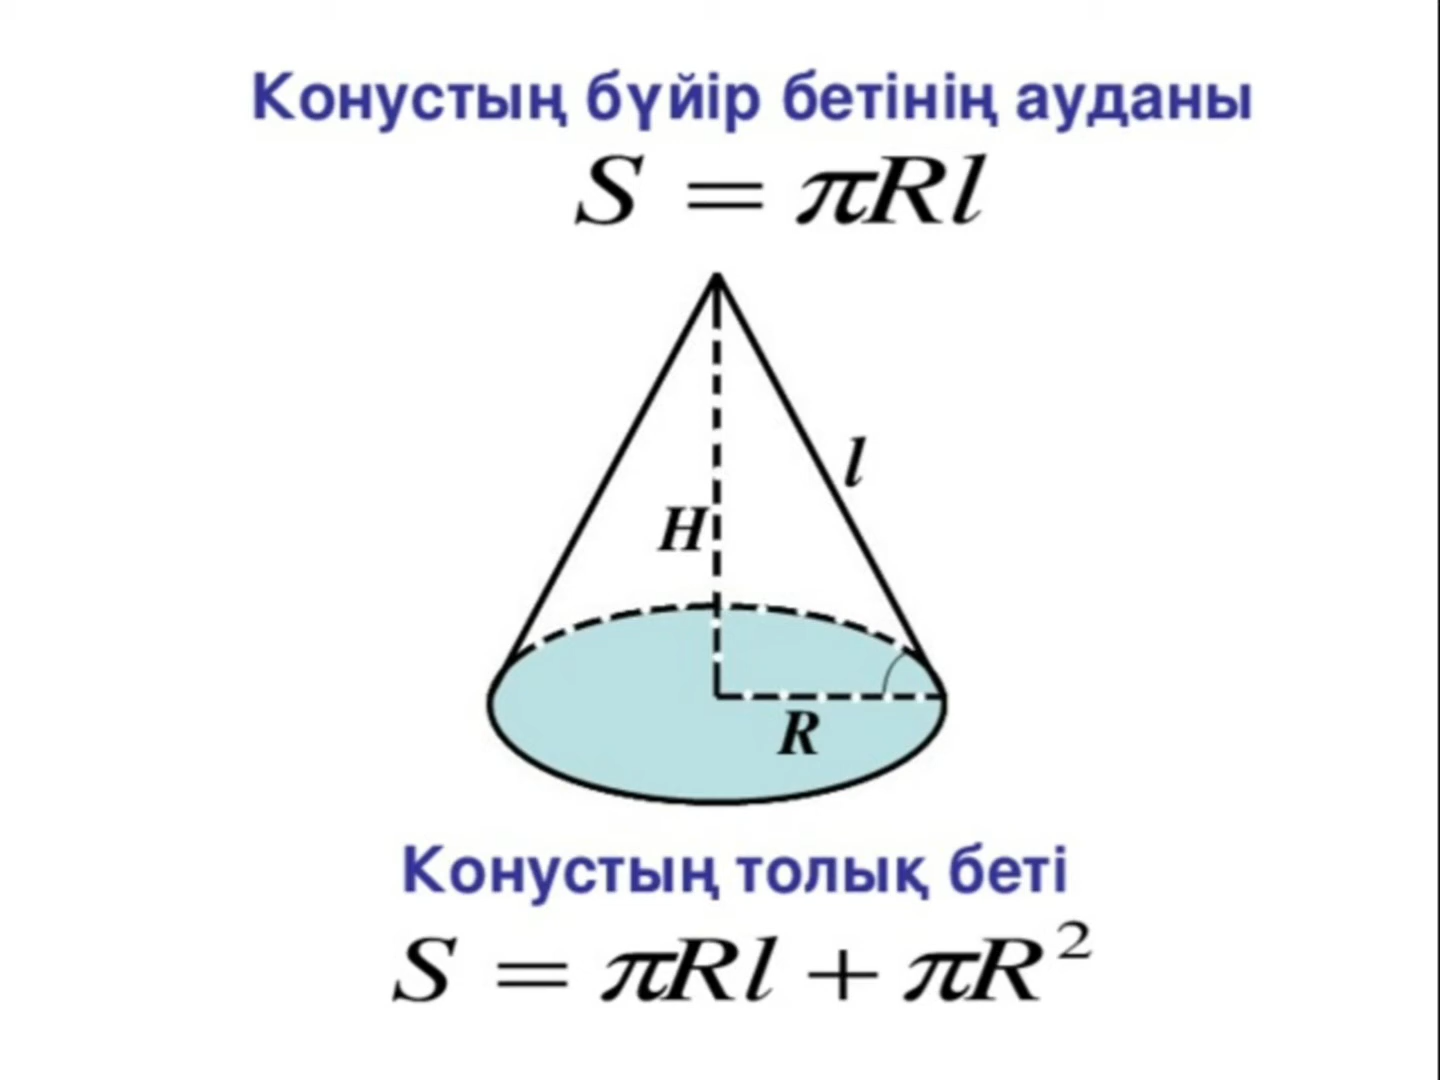 Конустың бүйір бетінің ауданы
S = πRl
l
H
R
Конустың толық беті
S = πRl + πR²